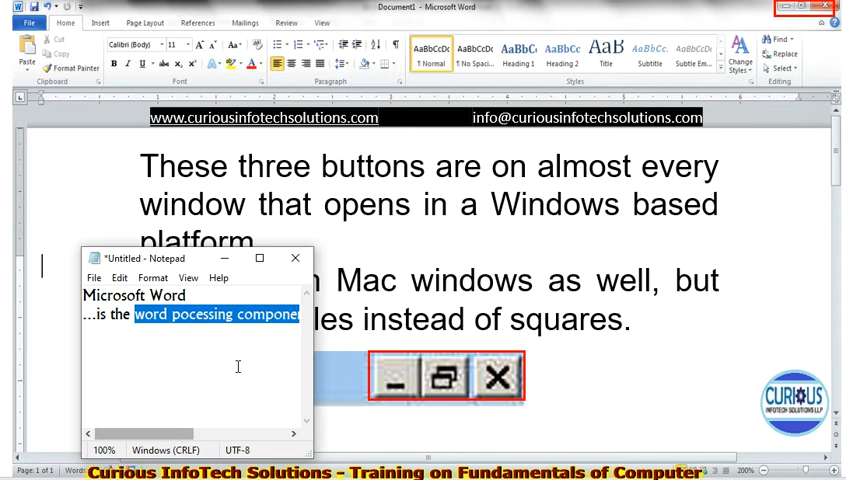 Document1 - Microsoft Word
File Home Insert Page Layout References Mailings Review View
Paste
Cut
Copy
Format Painter
Clipboard
Calibri (Body) 11
Font
Paragraph
AaBbCcDc AaBbCcDc AaBbC AaBbCc AaB AaBbCc. AaBbCcDc
¶ Normal ¶ No Spaci... Heading 1 Heading 2 Title Subtitle Subtle Em...
Styles
Change Styles
Find
Replace
Select
Editing
www.curiousinfotechsolutions.com info@curiousinfotechsolutions.com
These three buttons are on almost every
window that opens in a Windows based
platform
Mac windows as well, but
les instead of squares.
*Untitled - Notepad
File Edit Format View Help
Microsoft Word
...is the word pocessing componen
100% Windows (CRLF) UTF-8
CURIOUS
INFOTECH SOLUTIONS LLP
Page: 1 of 1 Words: 200%
Curious InfoTech Solutions - Training on Fundamentals of Computer